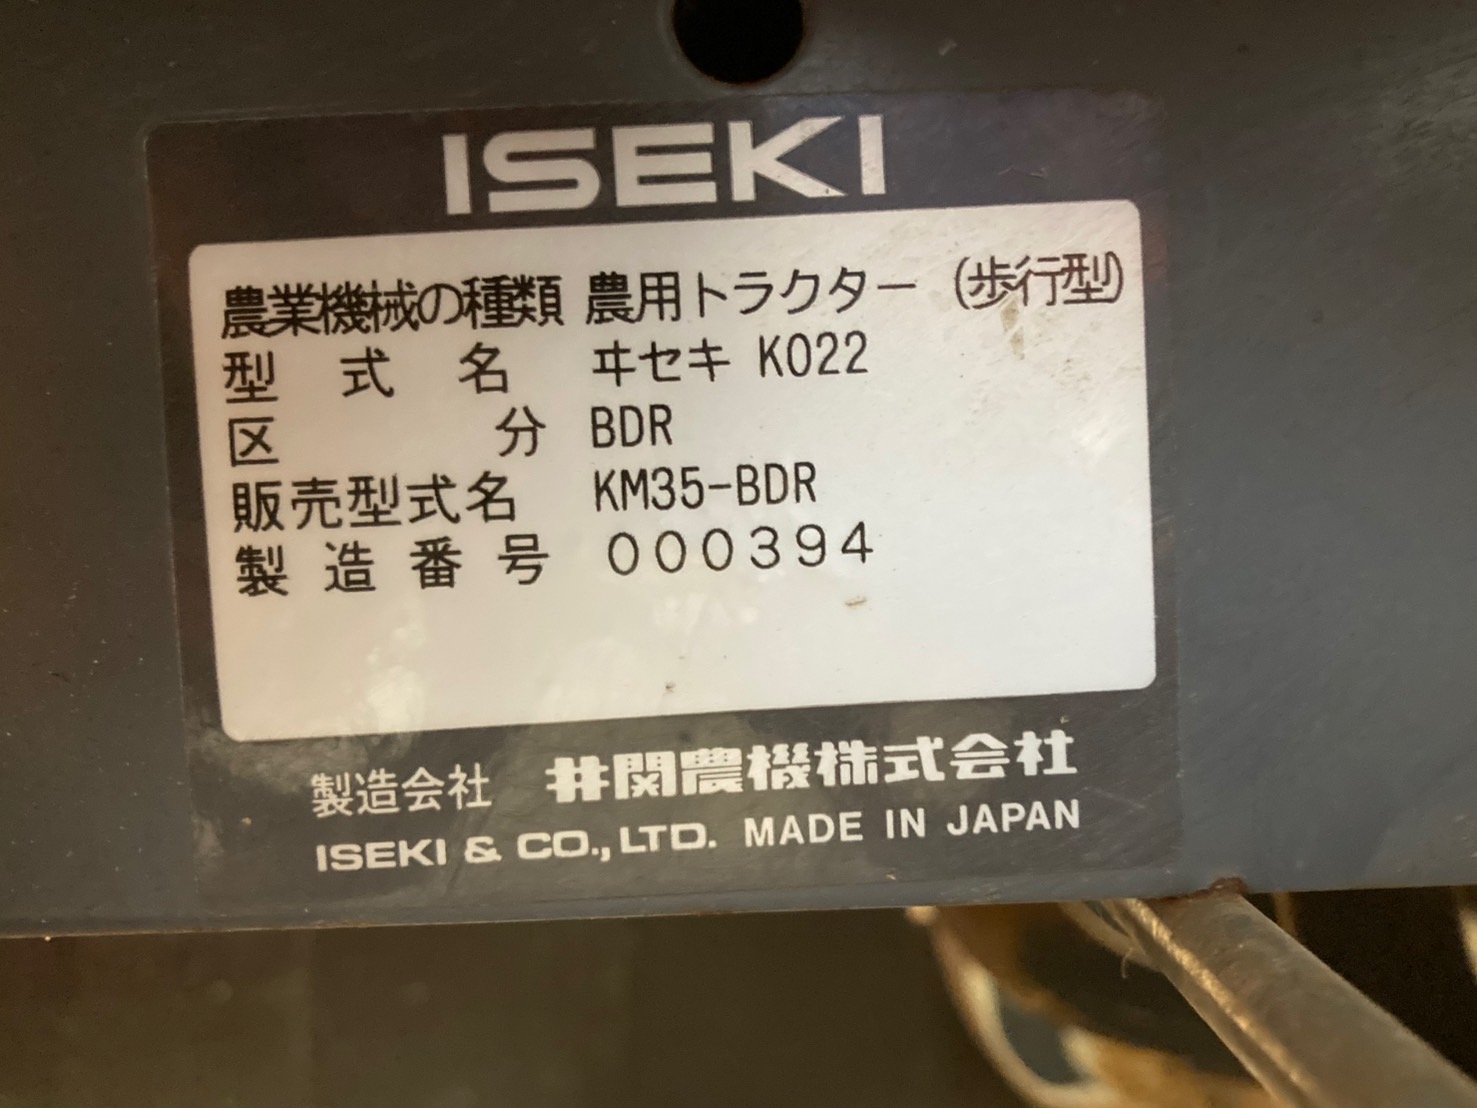 ISEKI
農業機械の種類 農用トラクター (歩行型)
型式名 ヰセキ KO22
区分 BDR
販売型式名 KM35-BDR
製造番号 000394
製造会社 井関農機株式会社
ISEKI & CO., LTD. MADE IN JAPAN